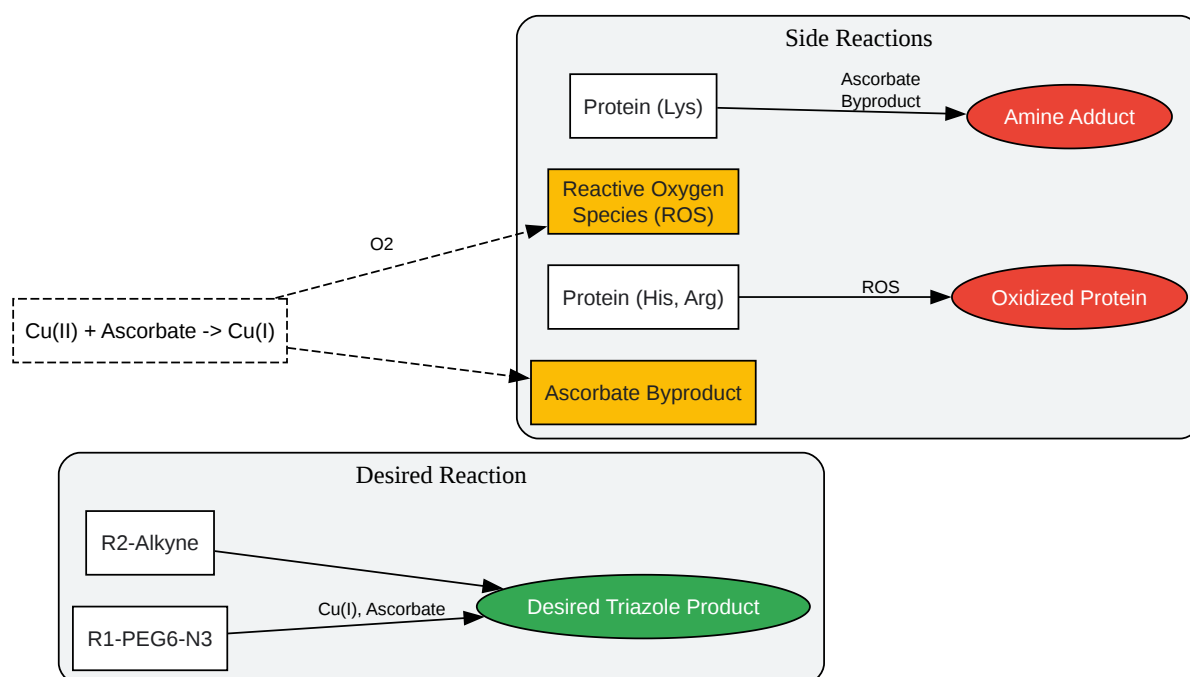 Side Reactions
Protein (Lys)
Ascorbate
Byproduct
Amine Adduct
Reactive Oxygen
Species (ROS)
O2
Protein (His, Arg)
ROS
Oxidized Protein
Cu(II) + Ascorbate -> Cu(I)
Ascorbate Byproduct
Desired Reaction
R2-Alkyne
Cu(I), Ascorbate
Desired Triazole Product
R1-PEG6-N3